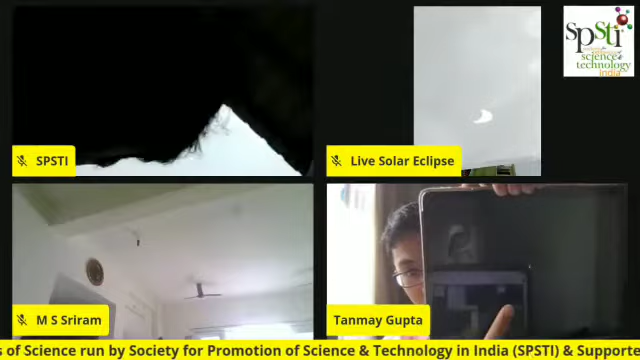 spsti
science &
technology
india
SPSTI
Live Solar Eclipse
M S Sriram
Tanmay Gupta
s of Science run by Society for Promotion of Science & Technology in India (SPSTI) & Supporte